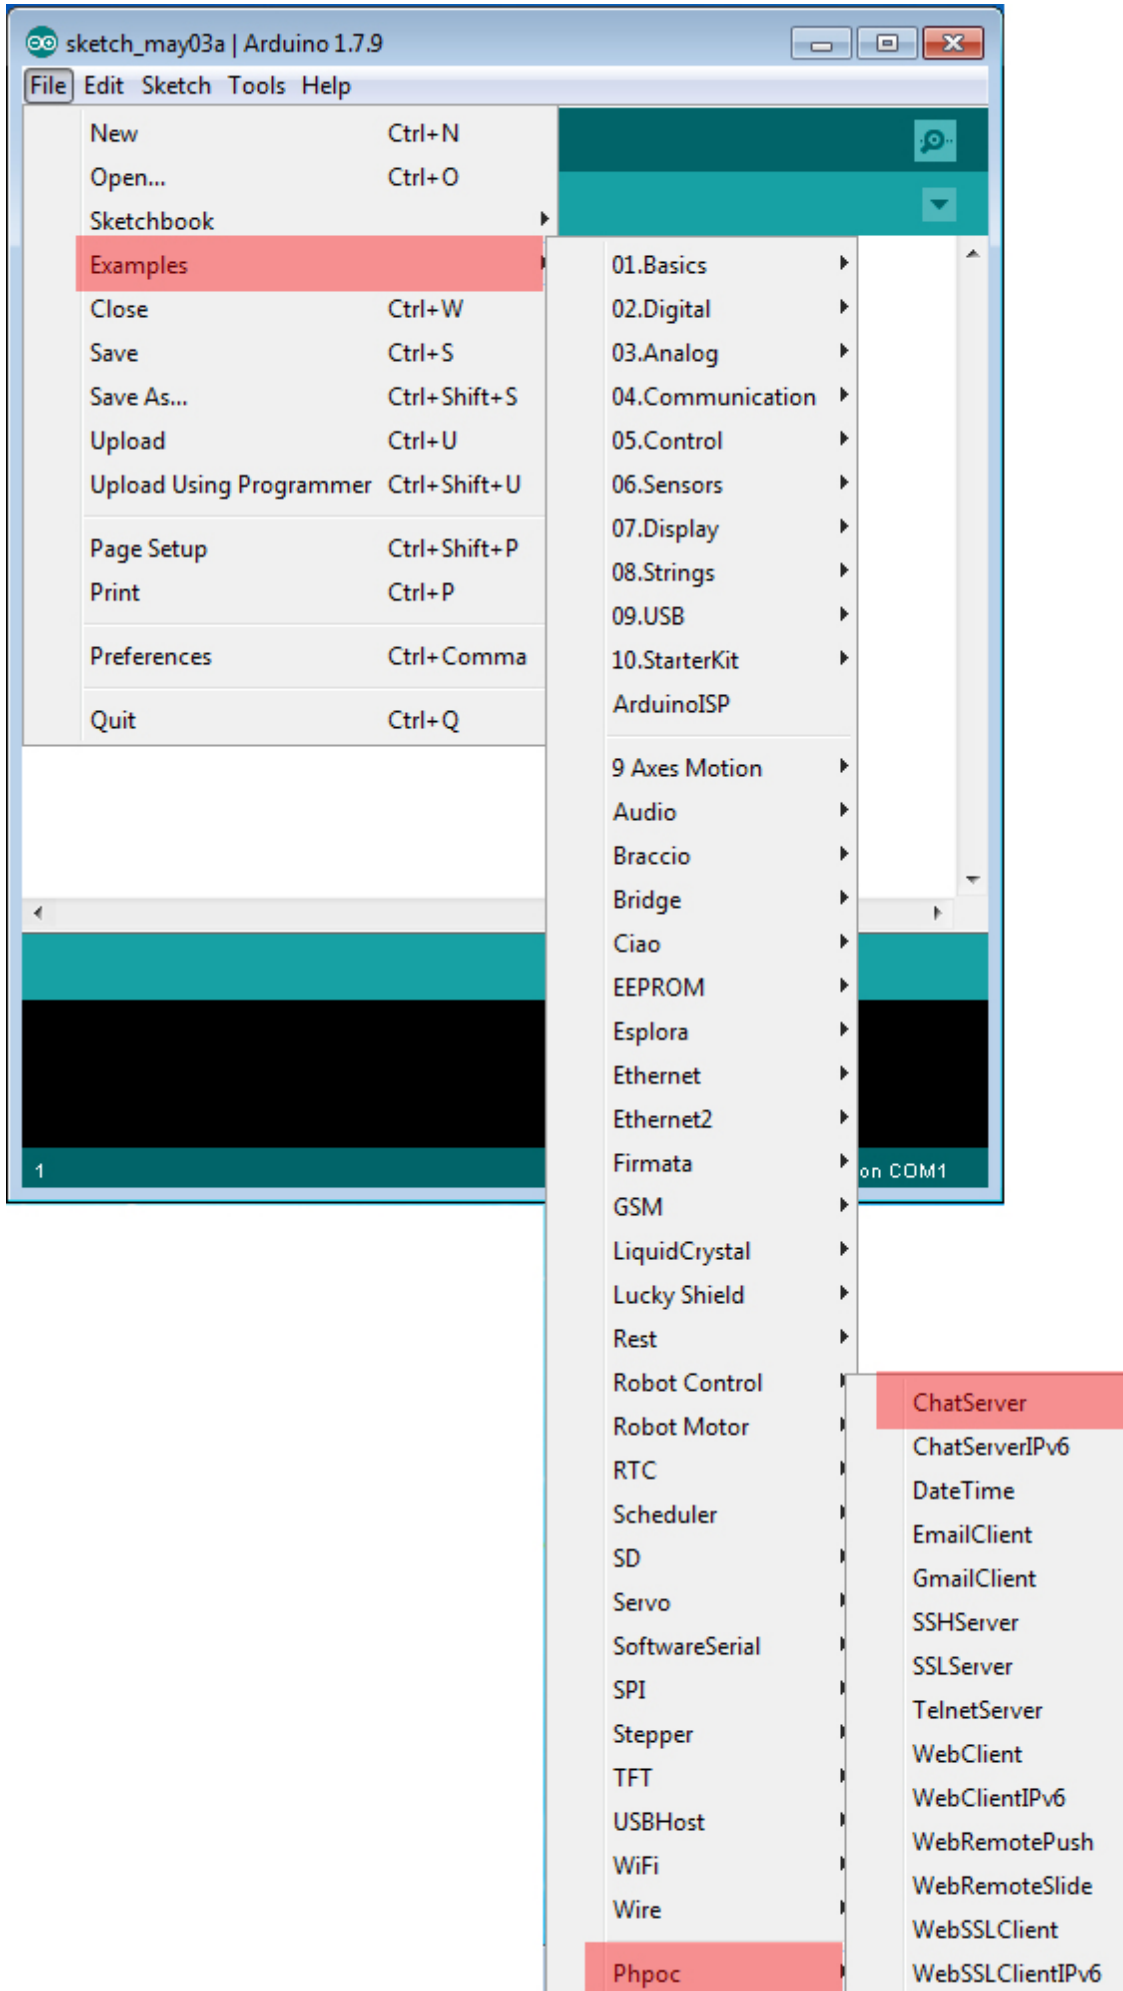 sketch_may03a | Arduino 1.7.9
File Edit Sketch Tools Help
New Ctrl+N
Open... Ctrl+O
Sketchbook
Examples
Close Ctrl+W
Save Ctrl+S
Save As... Ctrl+Shift+S
Upload Ctrl+U
Upload Using Programmer Ctrl+Shift+U
Page Setup Ctrl+Shift+P
Print Ctrl+P
Preferences Ctrl+Comma
Quit Ctrl+Q
01.Basics
02.Digital
03.Analog
04.Communication
05.Control
06.Sensors
07.Display
08.Strings
09.USB
10.StarterKit
ArduinoISP
9 Axes Motion
Audio
Braccio
Bridge
Ciao
EEPROM
Esplora
Ethernet
Ethernet2
Firmata
GSM
LiquidCrystal
Lucky Shield
Rest
Robot Control
Robot Motor
RTC
Scheduler
SD
Servo
SoftwareSerial
SPI
Stepper
TFT
USBHost
WiFi
Wire
Phpoc
ChatServer
ChatServerIPv6
DateTime
EmailClient
GmailClient
SSHServer
SSLServer
TelnetServer
WebClient
WebClientIPv6
WebRemotePush
WebRemoteSlide
WebSSLClient
WebSSLClientIPv6
1 on COM1